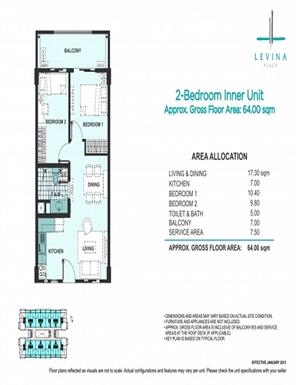 LEVINA
PLACE
2-Bedroom Inner Unit
Approx. Gross Floor Area: 64.00 sqm
BALCONY
BEDROOM 2
BEDROOM 1
DINING
KITCHEN
LIVING
AREA ALLOCATION
LIVING & DINING 17.30 sqm
KITCHEN 7.00
BEDROOM 1 10.40
BEDROOM 2 9.80
TOILET & BATH 5.00
BALCONY 7.00
SERVICE AREA 7.50
APPROX. GROSS FLOOR AREA: 64.00 sqm
• DIMENSIONS AND AREAS MAY VARY BASED ON ACTUAL SITE CONDITION.
• FURNITURE AND APPLIANCES ARE NOT INCLUDED.
• APPROX. GROSS FLOOR AREA IS INCLUSIVE OF BALCONY/IES AND SERVICE
AREA/S AT THE ROOF DECK (IF APPLICABLE).
• KEY PLAN IS BASED ON TYPICAL FLOOR.
EFFECTIVE JANUARY 2013
Floor plans reflected as visuals are not to scale. Actual configurations and features may vary per unit. Please check the unit specifications your selected.